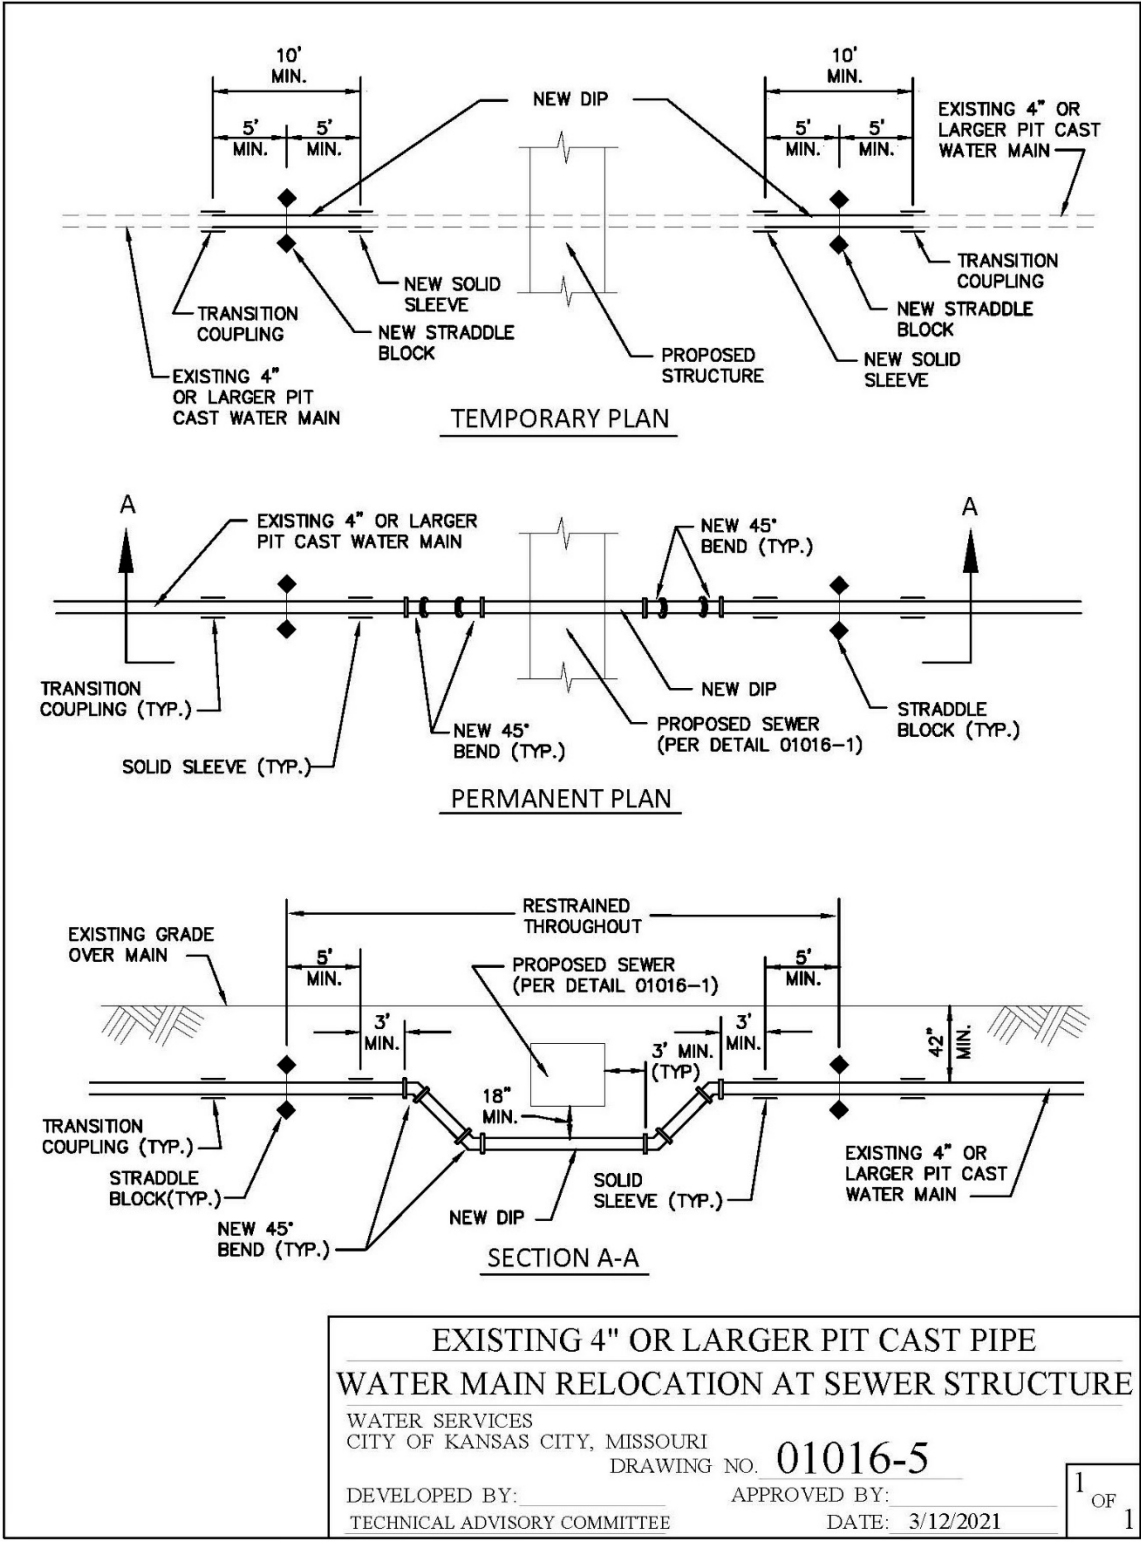 10'
MIN.
10'
MIN.
NEW DIP
EXISTING 4" OR
LARGER PIT CAST
WATER MAIN
5'
MIN.
5'
MIN.
5'
MIN.
5'
MIN.
TRANSITION
COUPLING
NEW SOLID
SLEEVE
NEW STRADDLE
BLOCK
EXISTING 4"
OR LARGER PIT
CAST WATER MAIN
PROPOSED
STRUCTURE
TRANSITION
COUPLING
NEW STRADDLE
BLOCK
NEW SOLID
SLEEVE
TEMPORARY PLAN
A
EXISTING 4" OR LARGER
PIT CAST WATER MAIN
NEW 45°
BEND (TYP.)
A
TRANSITION
COUPLING (TYP.)
SOLID SLEEVE (TYP.)
NEW 45°
BEND (TYP.)
NEW DIP
PROPOSED SEWER
(PER DETAIL 01016-1)
STRADDLE
BLOCK (TYP.)
PERMANENT PLAN
RESTRAINED
THROUGHOUT
EXISTING GRADE
OVER MAIN
5'
MIN.
PROPOSED SEWER
(PER DETAIL 01016-1)
5'
MIN.
3'
MIN.
3' MIN.
(TYP)
3'
MIN.
42"
MIN.
18"
MIN.
TRANSITION
COUPLING (TYP.)
STRADDLE
BLOCK(TYP.)
NEW 45°
BEND (TYP.)
NEW DIP
SOLID
SLEEVE (TYP.)
EXISTING 4" OR
LARGER PIT CAST
WATER MAIN
SECTION A-A
EXISTING 4" OR LARGER PIT CAST PIPE
WATER MAIN RELOCATION AT SEWER STRUCTURE
WATER SERVICES
CITY OF KANSAS CITY, MISSOURI
DRAWING NO. 01016-5
DEVELOPED BY:
APPROVED BY:
TECHNICAL ADVISORY COMMITTEE
DATE: 3/12/2021
1 OF 1